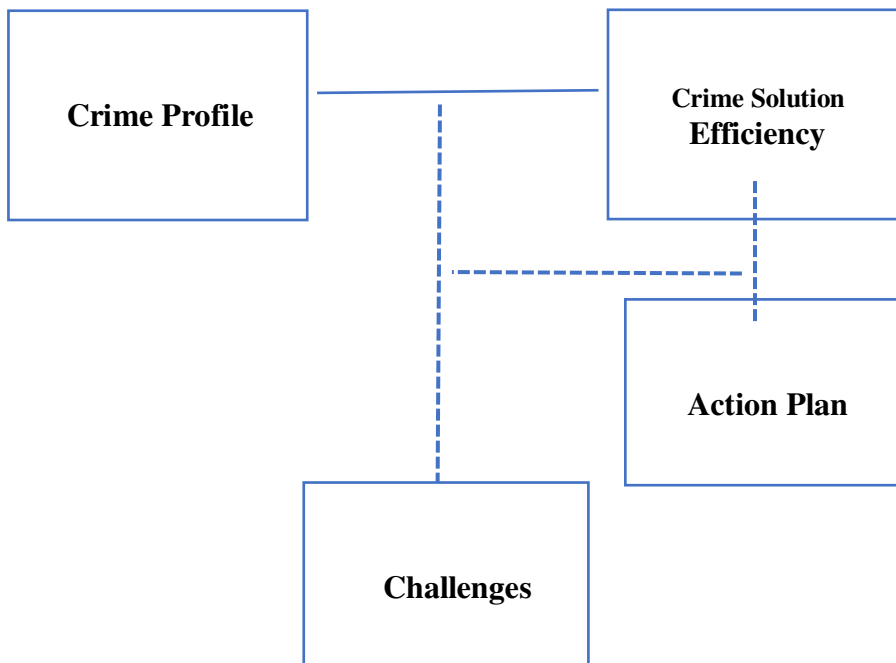 Crime Profile
Crime Solution
Efficiency
Action Plan
Challenges